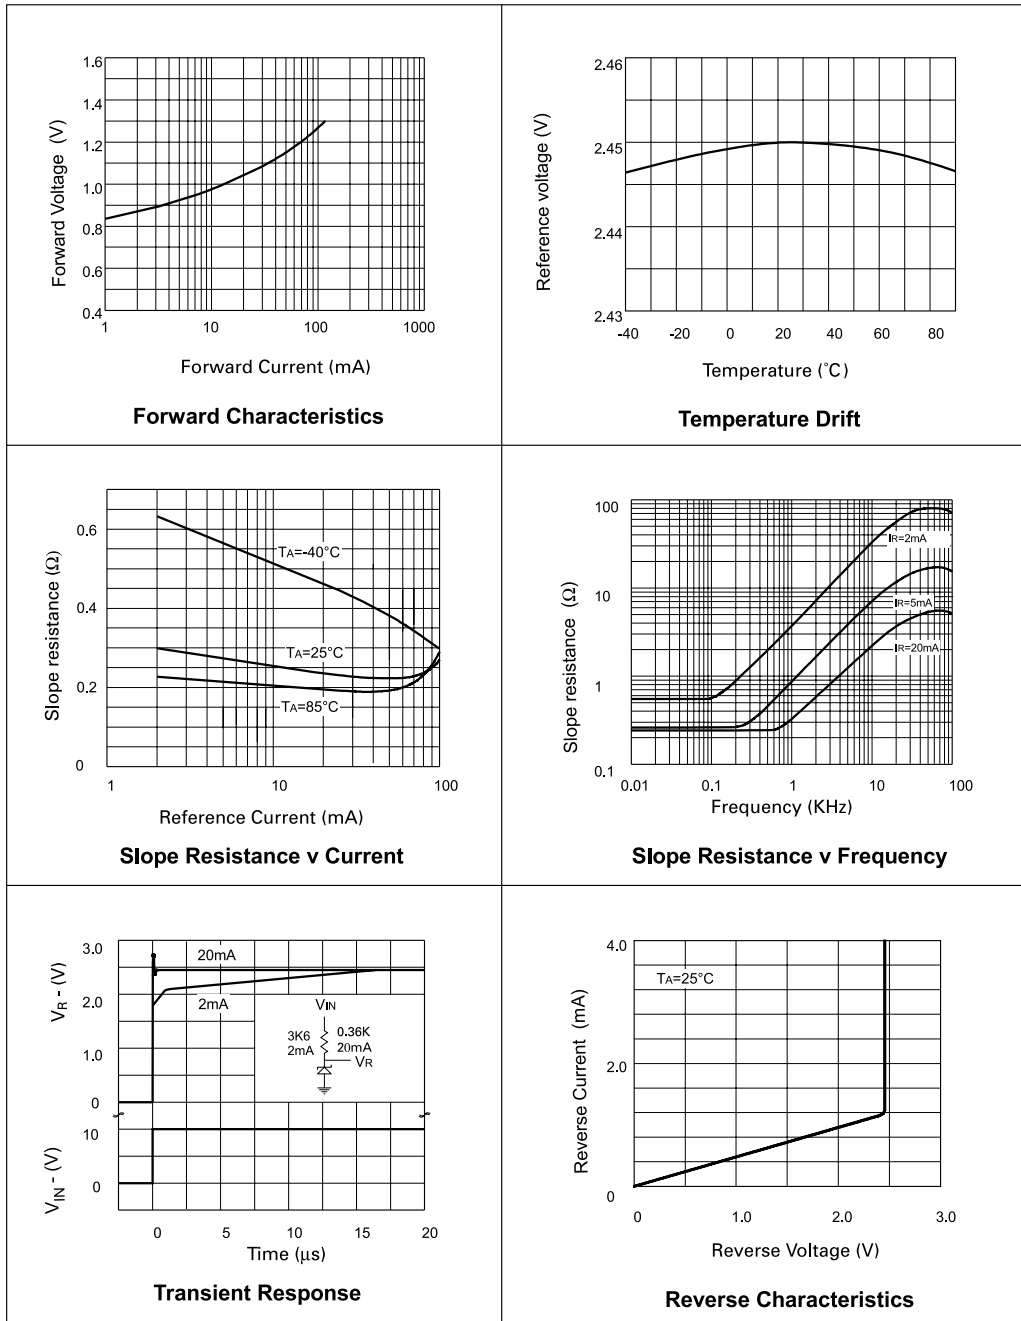 1.6
1.4
1.2
1.0
0.8
0.6
0.4
1 10 100 1000
Forward Voltage (V)
Forward Current (mA)
Forward Characteristics
2.46
2.45
2.44
2.43
-40 -20 0 20 40 60 80
Reference voltage (V)
Temperature (°C)
Temperature Drift
0.6
0.4
0.2
0
TA=-40°C
TA=25°C
TA=85°C
1 10 100
Slope resistance (Ω)
Reference Current (mA)
Slope Resistance v Current
100
10
1
0.1
IR=2mA
IR=5mA
IR=20mA
0.01 0.1 1 10 100
Slope resistance (Ω)
Frequency (KHz)
Slope Resistance v Frequency
3.0
2.0
1.0
0
10
0
20mA
2mA
VIN
3K6 0.36K
2mA 20mA
VR
VR - (V)
VIN - (V)
0 5 10 15 20
Time (µs)
Transient Response
4.0
2.0
0
TA=25°C
0 1.0 2.0 3.0
Reverse Current (mA)
Reverse Voltage (V)
Reverse Characteristics